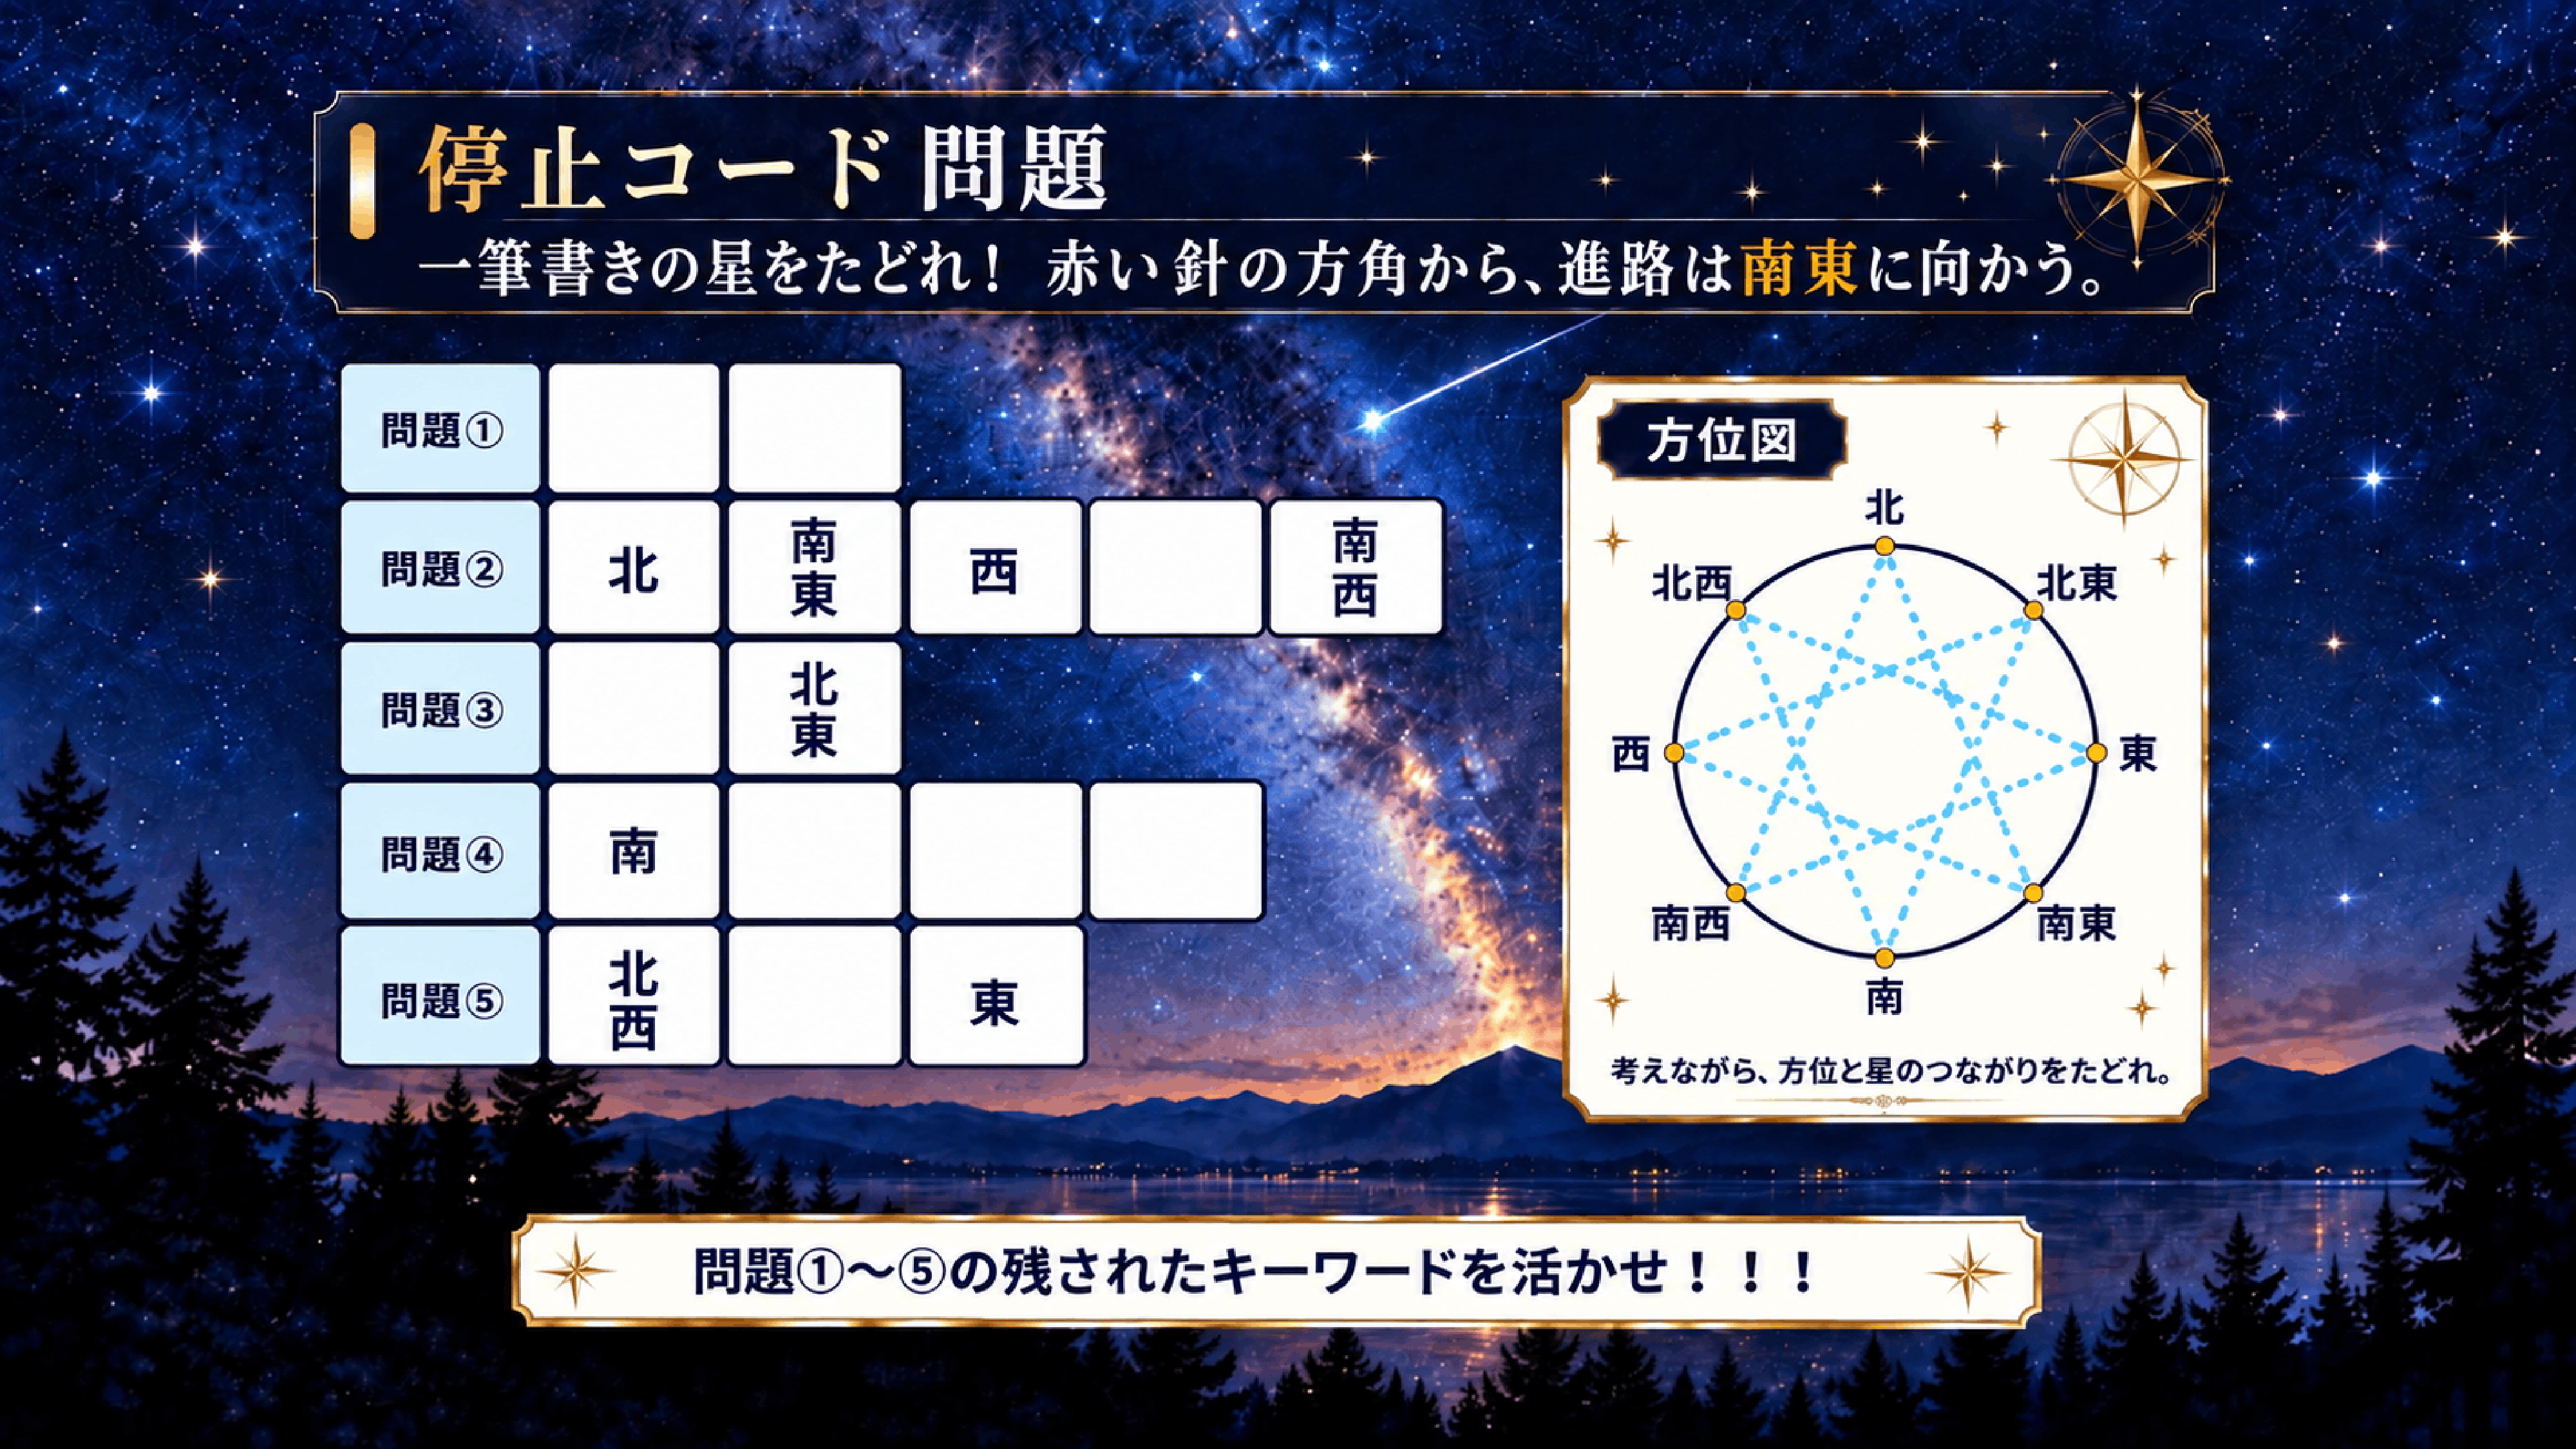 停止コード問題
一筆書きの星をたどれ！ 赤い針の方角から、進路は南東に向かう。
問題①
問題② 北 南東 西 南西
問題③ 北東
問題④ 南
問題⑤ 北西 東
方位図
北
北西 北東
西 東
南西 南東
南
考えながら、方位と星のつながりをたどれ。
問題①～⑤の残されたキーワードを活かせ！！！